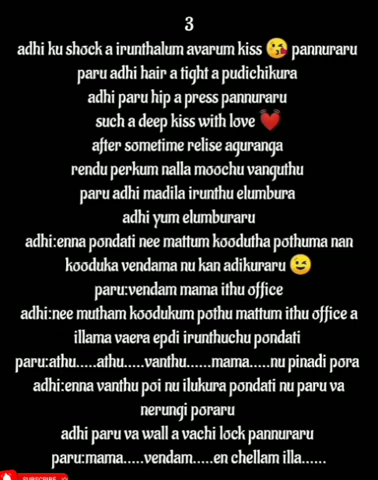 3
adhi ku shock a irunthalum avarum kiss 😘 pannuraru
paru adhi hair a tight a pudichikura
adhi paru hip a press pannuraru
such a deep kiss with love 💓
after sometime relise aguranga
rendu perkum nalla moochu vanguthu
paru adhi madila irunthu elumbura
adhi yum elumburaru
adhi:enna pondati nee mattum koodutha pothuma nan
kooduka vendama nu kan adikuraru 😉
paru:vendam mama ithu office
adhi:nee mutham koodukum pothu mattum ithu office a
illama vaera epdi irunthuchu pondati
paru:athu.....athu.....vanthu......mama.....nu pinadi pora
adhi:enna vanthu poi nu ilukura pondati nu paru va
nerungi poraru
adhi paru va wall a vachi lock pannuraru
paru:mama.....vendam.....en chellam illa......
SUBSCRIBE